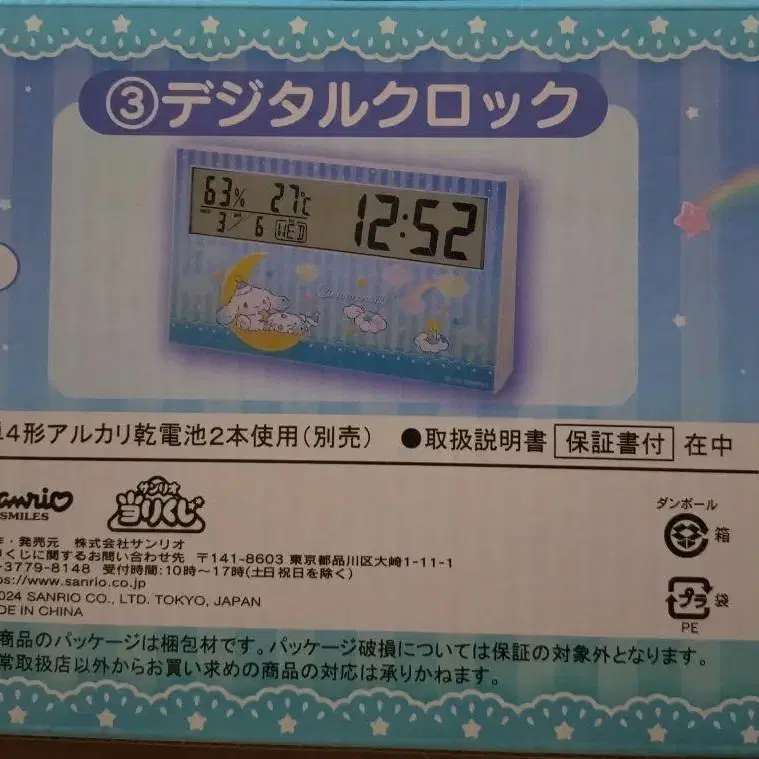 ③デジタルクロック
63% 27℃
3/6 WED
12:52
4形アルカリ乾電池2本使用(別売) ●取扱説明書 保証書付 在中
SMILES
サンリオ
当りくじ
・発売元 株式会社サンリオ
くじに関するお問い合わせ先 〒141-8603 東京都品川区大崎1-11-1
-3779-8148 受付時間:10時~17時(土日祝日を除く)
ps://www.sanrio.co.jp
024 SANRIO CO., LTD. TOKYO, JAPAN
DE IN CHINA
ダンボール
箱
プラ 袋
PE
商品のパッケージは梱包材です。パッケージ破損については保証の対象外となります。
常取扱店以外からお買い求めの商品の対応は承りかねます。